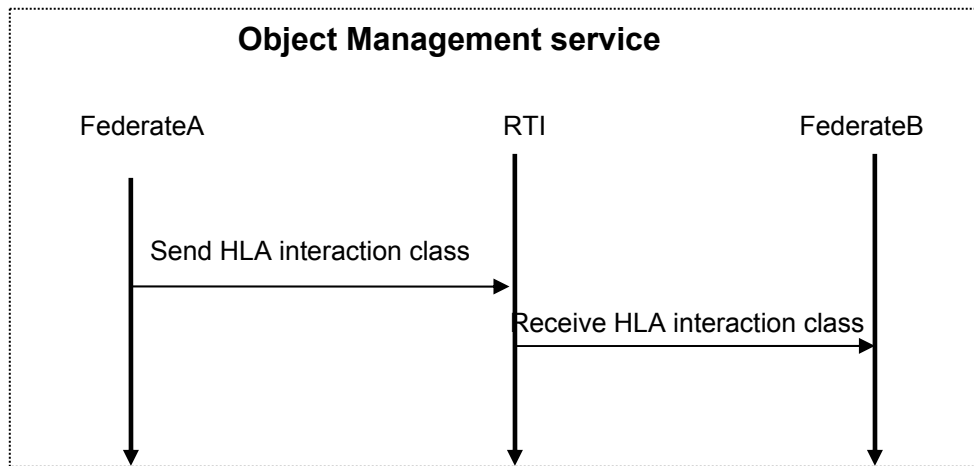 Object Management service
FederateA RTI FederateB
Send HLA interaction class
Receive HLA interaction class